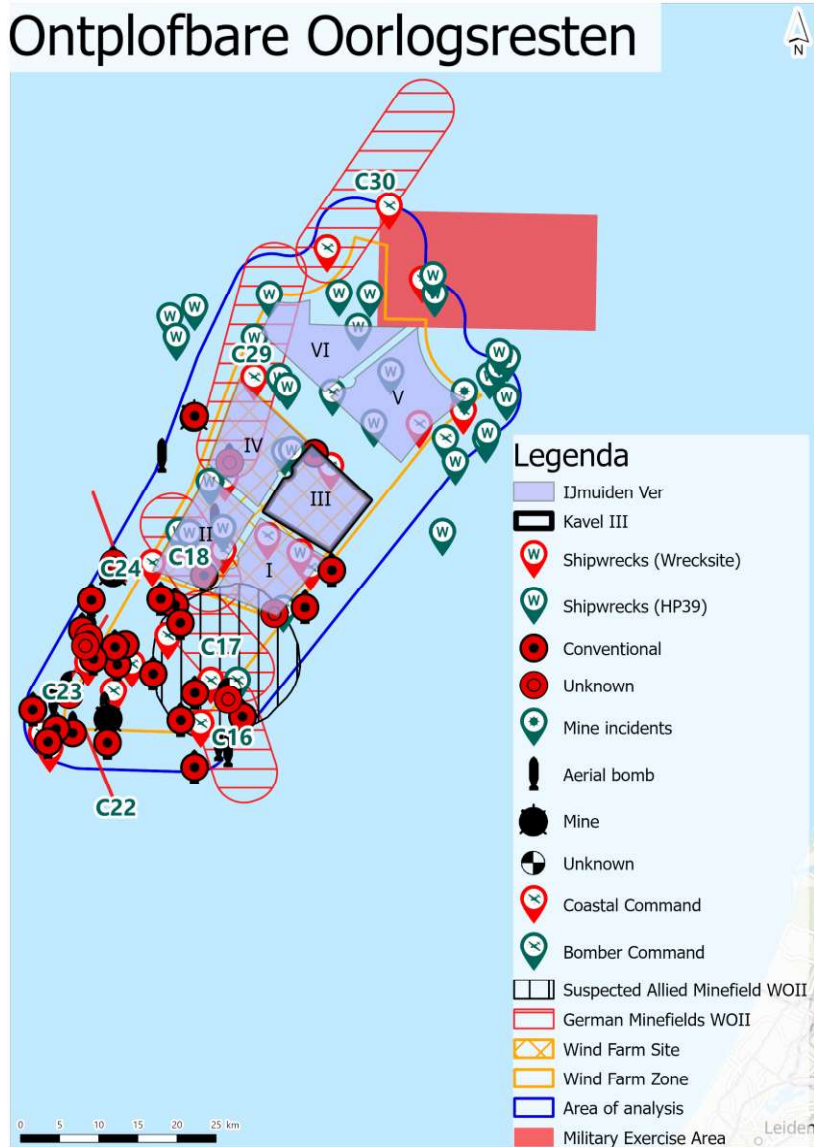 Ontplofbare Oorlogsresten
N
C30
VI
C29
V
IV
III
II
C18
I
C24
C17
C23
C16
C22
Legenda
IJmuiden Ver
Kavel III
W Shipwrecks (Wrecksite)
W Shipwrecks (HP39)
Conventional
Unknown
Mine incidents
Aerial bomb
Mine
Unknown
Coastal Command
Bomber Command
Suspected Allied Minefield WOII
German Minefields WOII
Wind Farm Site
Wind Farm Zone
Area of analysis
Military Exercise Area
Leiden
0 5 10 15 20 25 km